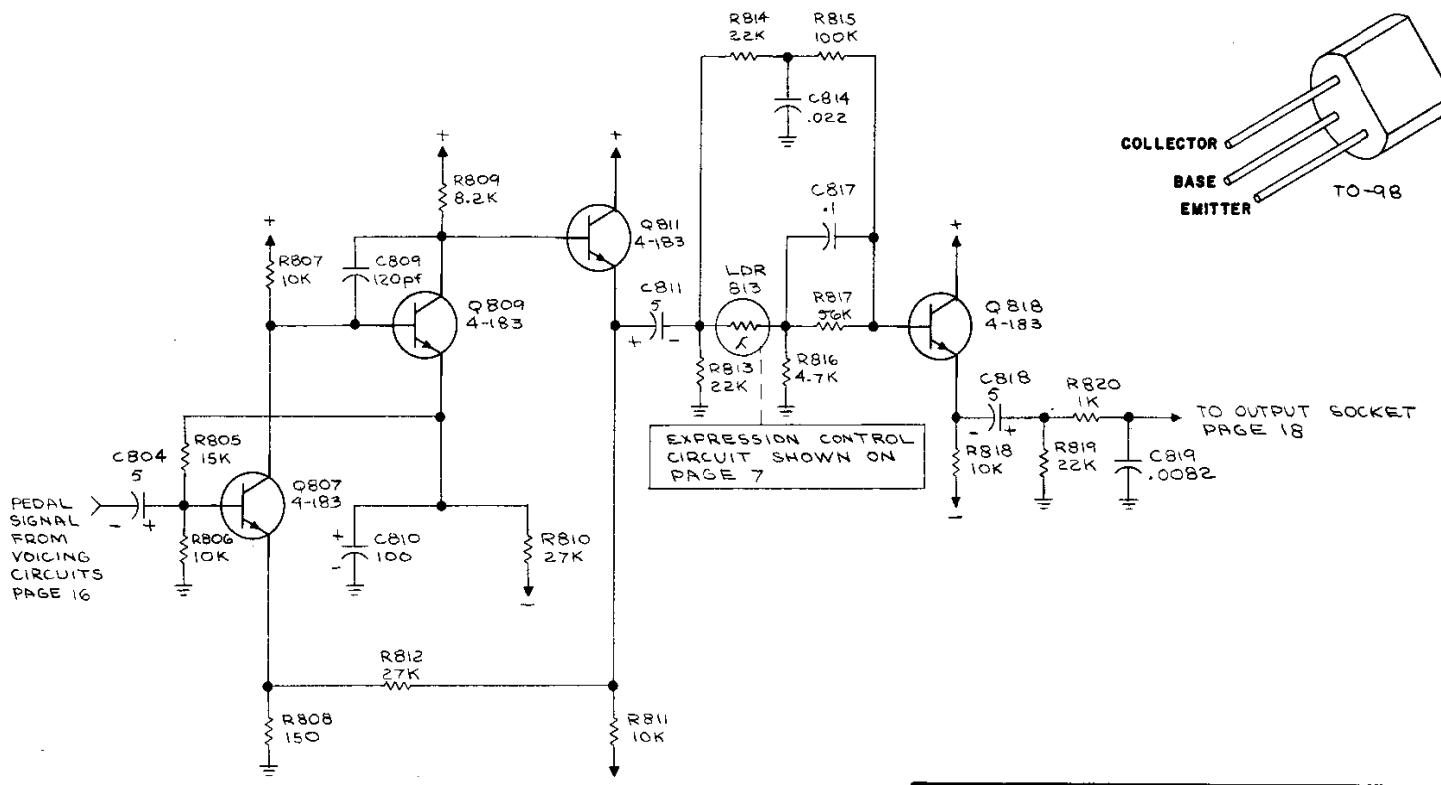 R814
22K
R815
100K
C814
.022
COLLECTOR
BASE
EMITTER
TO-98
+
+
+
+
R809
8.2K
C817
.1
Q811
4-183
R807
10K
C809
120pf
LDR
813
C811
5
+ -
R817
56K
Q809
4-183
Q818
4-183
R813
22K
R816
4.7K
C818
5
- +
R820
1K
TO OUTPUT SOCKET
PAGE 18
EXPRESSION CONTROL
CIRCUIT SHOWN ON
PAGE 7
R818
10K
R819
22K
C819
.0082
-
R805
15K
C804
5
- +
Q807
4-183
PEDAL
SIGNAL
FROM
VOICING
CIRCUITS
PAGE 16
R806
10K
+
-
C810
100
R810
27K
-
R812
27K
R808
150
R811
10K